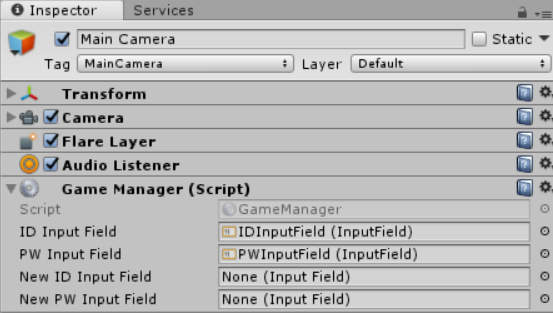 Inspector Services
Main Camera Static
Tag MainCamera Layer Default
Transform
Camera
Flare Layer
Audio Listener
Game Manager (Script)
Script GameManager
ID Input Field IDInputField (InputField)
PW Input Field PWInputField (InputField)
New ID Input Field None (Input Field)
New PW Input Field None (Input Field)